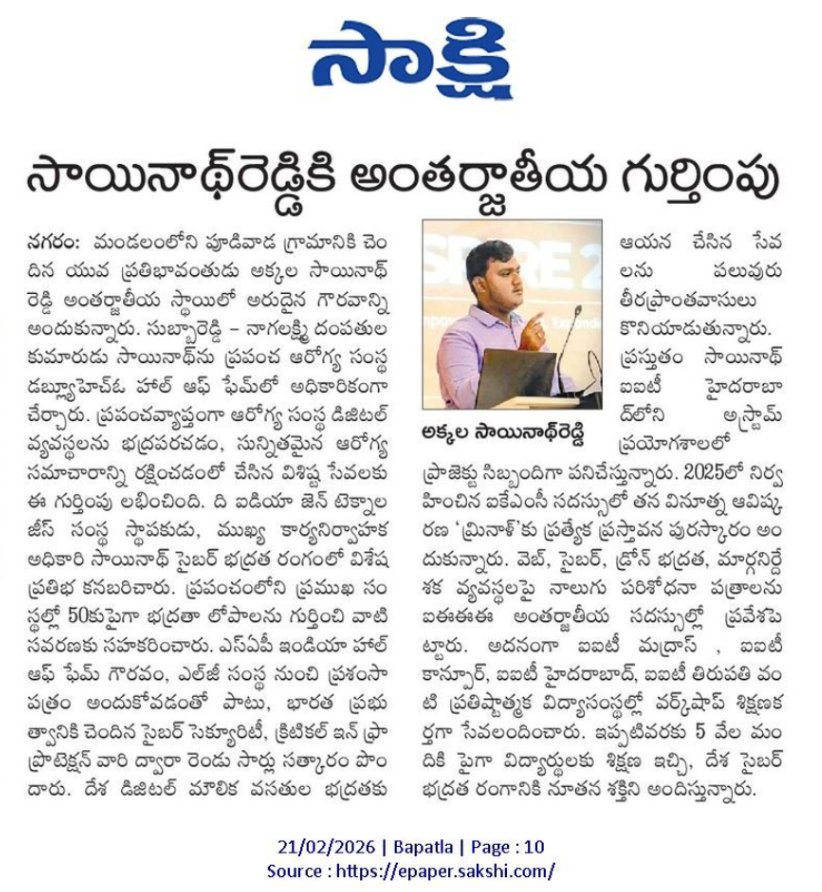 సాక్షి
సాయినాథ్‌రెడ్డికి అంతర్జాతీయ గుర్తింపు
నగరం: మండలంలోని పూడివాడ గ్రామానికి చెం
దిన యువ ప్రతిభావంతుడు అక్కల సాయినాథ్
రెడ్డి అంతర్జాతీయ స్థాయిలో అరుదైన గౌరవాన్ని
అందుకున్నారు. సుబ్బారెడ్డి – నాగలక్ష్మి దంపతుల
కుమారుడు సాయినాథ్‌ను ప్రపంచ ఆరోగ్య సంస్థ
డబ్ల్యూహెచ్ఓ హాల్ ఆఫ్ ఫేమ్‌లో అధికారికంగా
చేర్చారు. ప్రపంచవ్యాప్తంగా ఆరోగ్య సంస్థ డిజిటల్
వ్యవస్థలను భద్రపరచడం, సున్నితమైన ఆరోగ్య
సమాచారాన్ని రక్షించడంలో చేసిన విశిష్ట సేవలకు
ఈ గుర్తింపు లభించింది. ది ఐడియా జెన్ టెక్నాల
జీస్ సంస్థ స్థాపకుడు, ముఖ్య కార్యనిర్వాహక
అధికారి సాయినాథ్ సైబర్ భద్రత రంగంలో విశేష
ప్రతిభ కనబరిచారు. ప్రపంచంలోని ప్రముఖ సం
స్థల్లో 50కుపైగా భద్రతా లోపాలను గుర్తించి వాటి
సవరణకు సహకరించారు. ఎస్ఏపీ ఇండియా హాల్
ఆఫ్ ఫేమ్ గౌరవం, ఎల్‌జీ సంస్థ నుంచి ప్రశంసా
పత్రం అందుకోవడంతో పాటు, భారత ప్రభు
త్వానికి చెందిన సైబర్ సెక్యూరిటీ, క్రిటికల్ ఇన్ ఫ్రా
ప్రొటెక్షన్ వారి ద్వారా రెండు సార్లు సత్కారం పొం
దారు. దేశ డిజిటల్ మౌలిక వసతుల భద్రతకు
SPIRE 2
అక్కల సాయినాథ్‌రెడ్డి
ఆయన చేసిన సేవ
లను పలువురు
తీరప్రాంతవాసులు
కొనియాడుతున్నారు.
ప్రస్తుతం సాయినాథ్
ఐఐటీ హైదరాబా
ద్‌లోని అస్త్రామ్
ప్రయోగశాలలో
ప్రాజెక్టు సిబ్బందిగా పనిచేస్తున్నారు. 2025లో నిర్వ
హించిన ఐకేఎంసీ సదస్సులో తన వినూత్న ఆవిష్క
రణ ‘మ్రినాళ్’కు ప్రత్యేక ప్రస్తావన పురస్కారం అం
దుకున్నారు. వెబ్, సైబర్, డ్రోన్ భద్రత, మార్గనిర్దే
శక వ్యవస్థలపై నాలుగు పరిశోధనా పత్రాలను
ఐఈఈఈ అంతర్జాతీయ సదస్సుల్లో ప్రవేశపె
ట్టారు. అదనంగా ఐఐటీ మద్రాస్ , ఐఐటీ
కాన్పూర్, ఐఐటీ హైదరాబాద్, ఐఐటీ తిరుపతి వం
టి ప్రతిష్టాత్మక విద్యాసంస్థల్లో వర్క్‌షాప్ శిక్షణక
ర్తగా సేవలందించారు. ఇప్పటివరకు 5 వేల మం
దికి పైగా విద్యార్థులకు శిక్షణ ఇచ్చి, దేశ సైబర్
భద్రత రంగానికి నూతన శక్తిని అందిస్తున్నారు.
21/02/2026 | Bapatla | Page : 10
Source : https://epaper.sakshi.com/